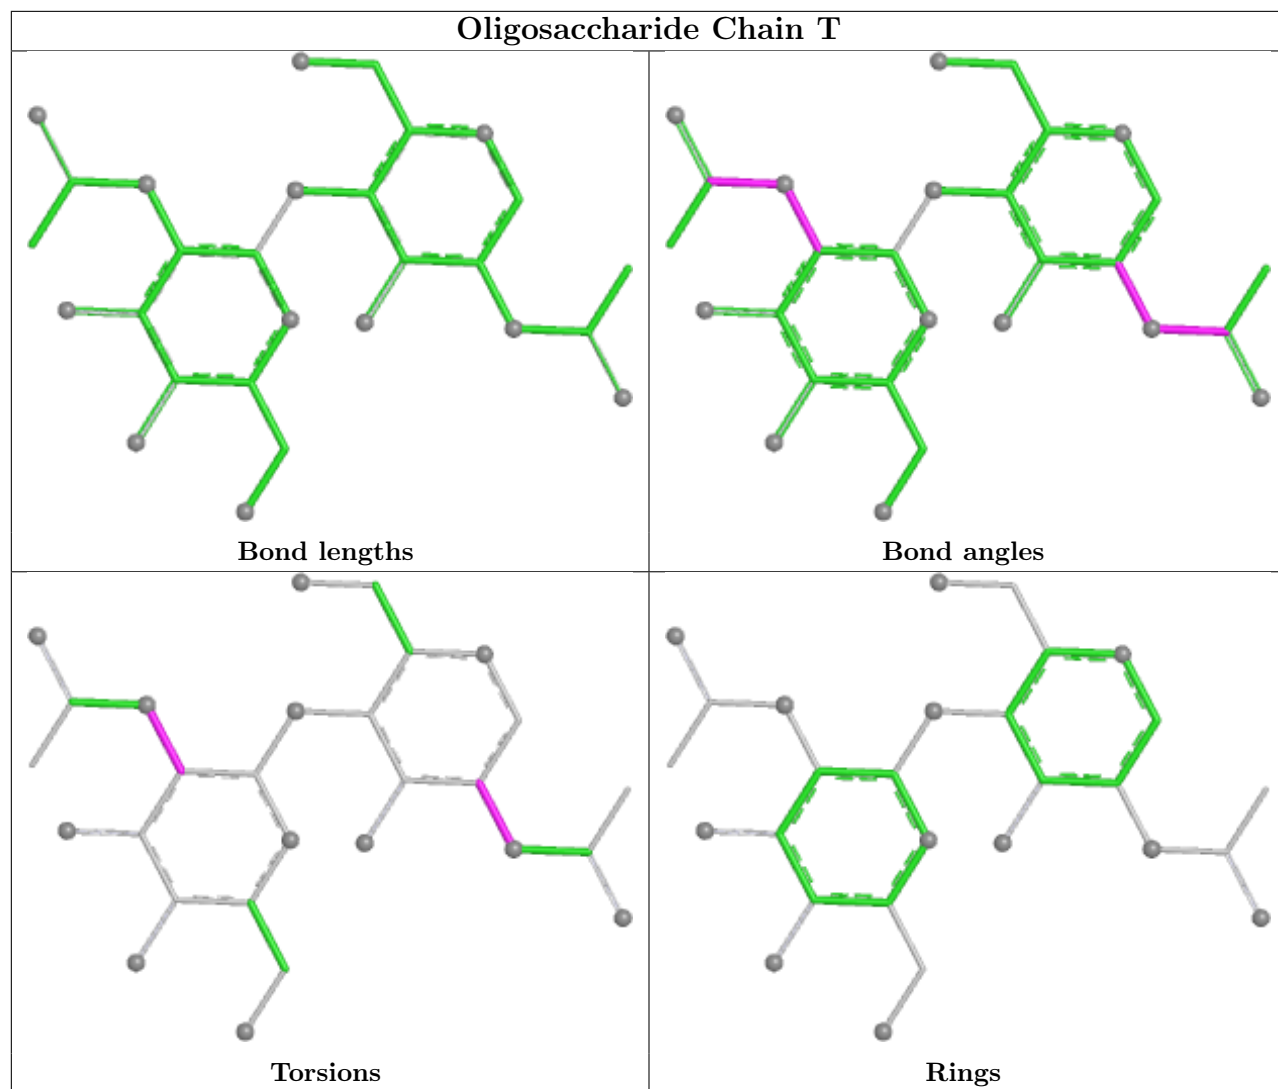 Oligosaccharide Chain T
Bond lengths
Bond angles
Torsions
Rings